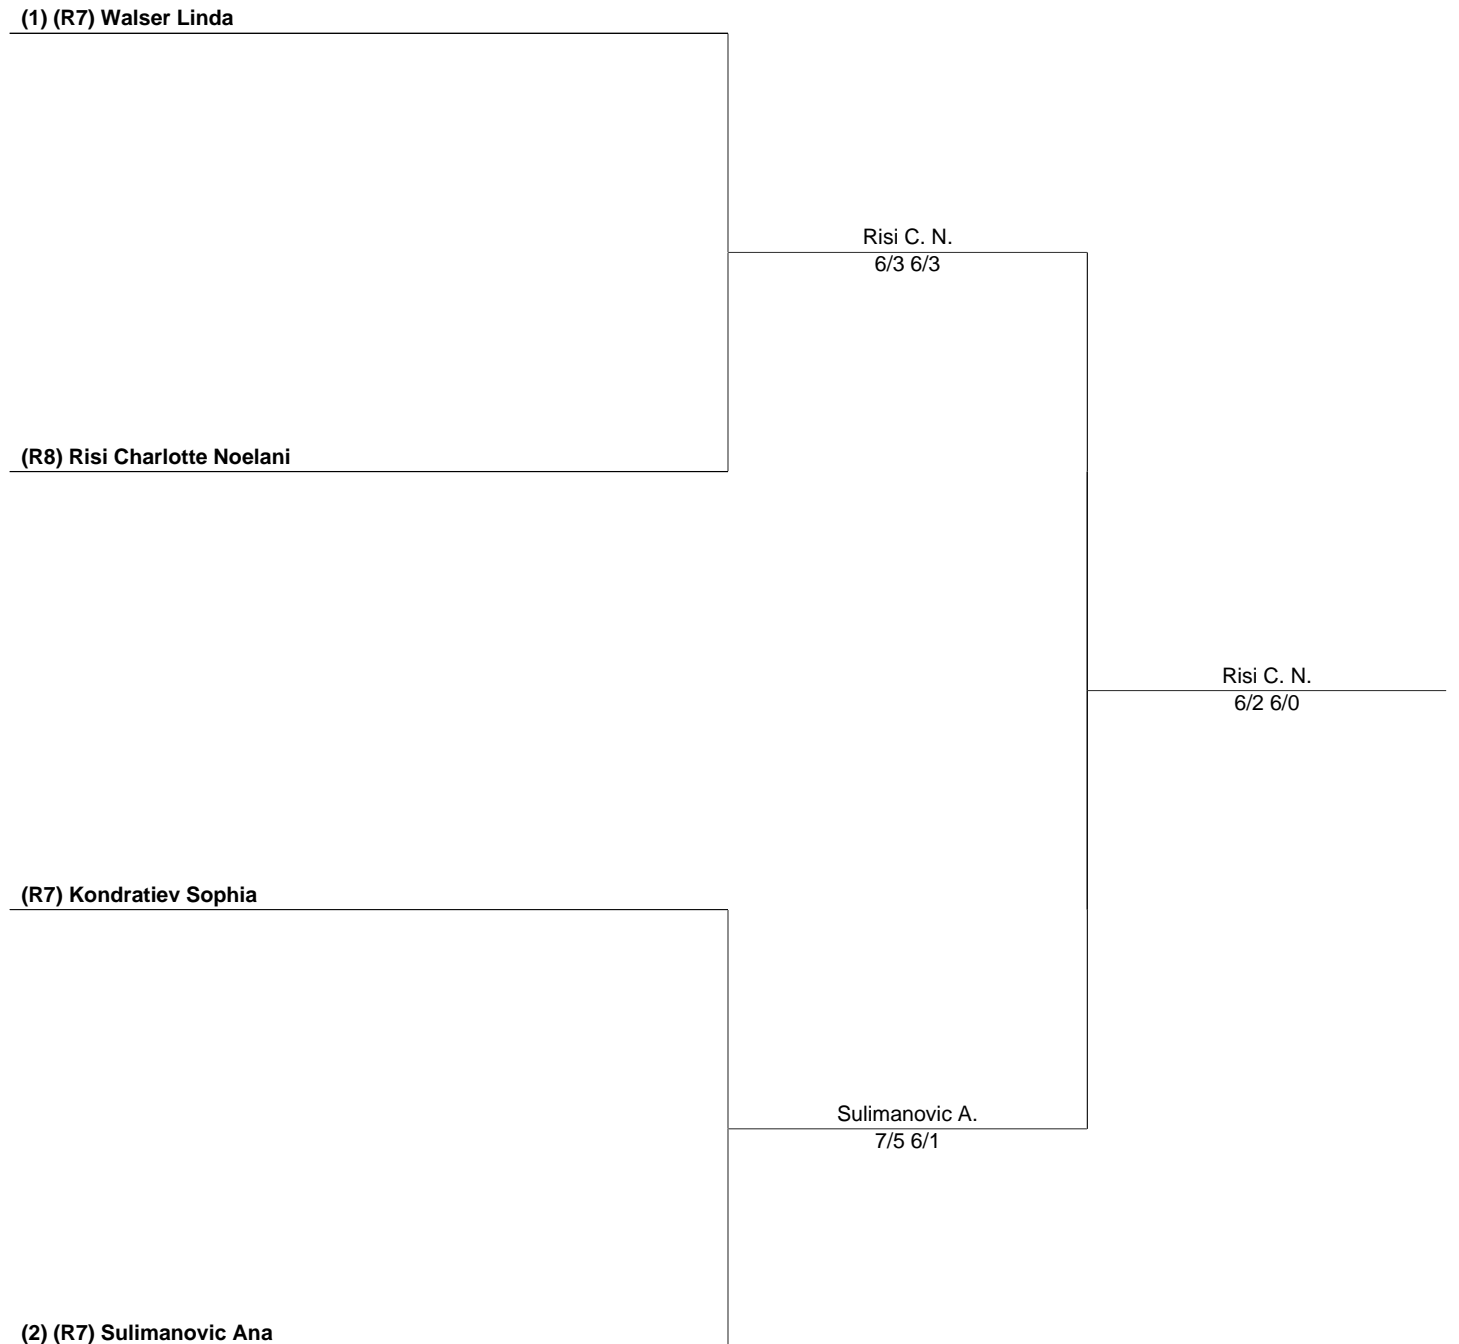 (1) (R7) Walser Linda
Risi C. N.
6/3 6/3
(R8) Risi Charlotte Noelani
Risi C. N.
6/2 6/0
(R7) Kondratiev Sophia
Sulimanovic A.
7/5 6/1
(2) (R7) Sulimanovic Ana